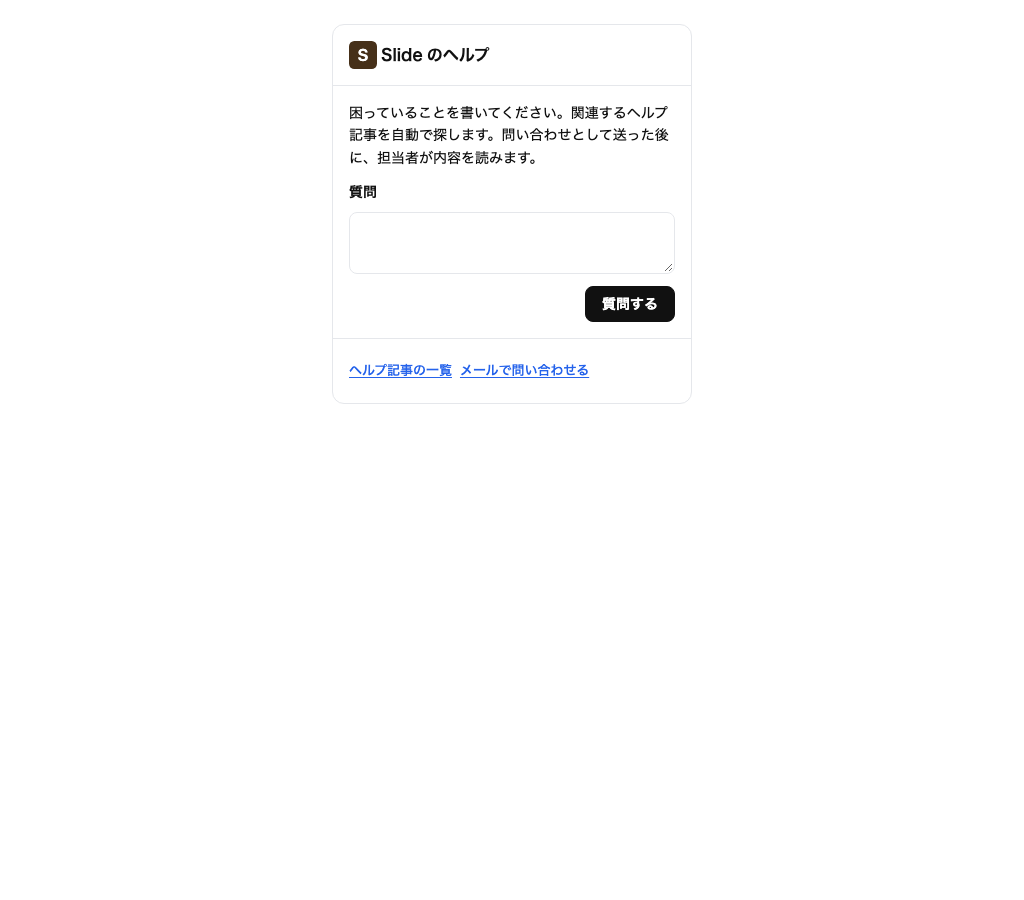 S Slide のヘルプ
困っていることを書いてください。関連するヘルプ
記事を自動で探します。問い合わせとして送った後
に、担当者が内容を読みます。
質問
質問する
ヘルプ記事の一覧 メールで問い合わせる